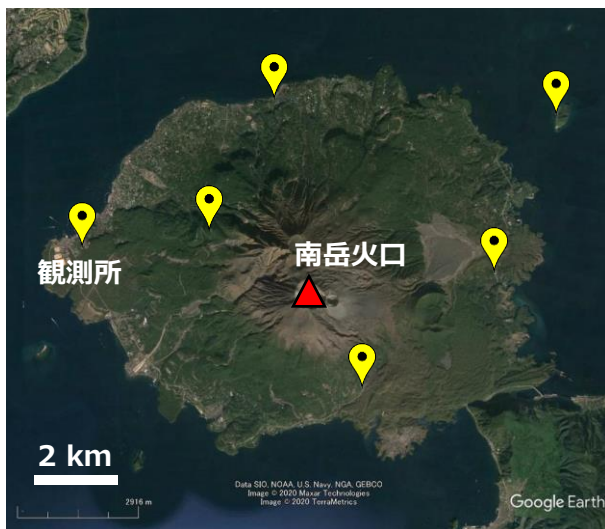 南岳火口
観測所
2 km
2916 m
Data SIO, NOAA, U.S. Navy, NGA, GEBCO
Image © 2020 Maxar Technologies
Image © 2020 TerraMetrics
Google Earth